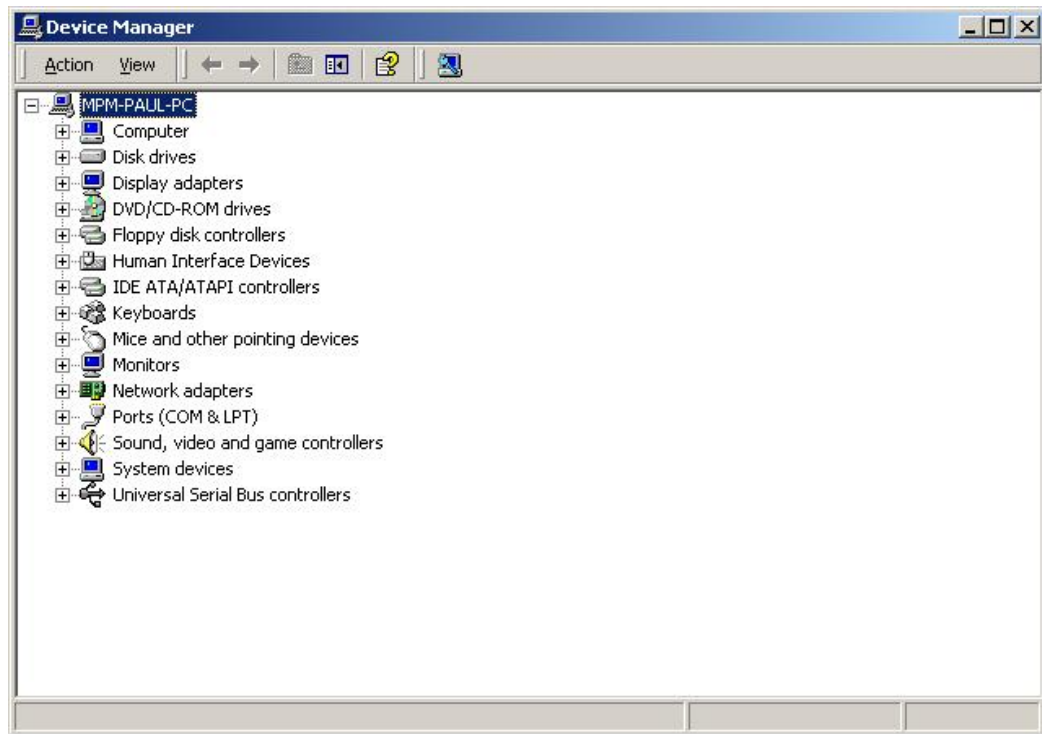 Device Manager
Action View
MPM-PAUL-PC
Computer
Disk drives
Display adapters
DVD/CD-ROM drives
Floppy disk controllers
Human Interface Devices
IDE ATA/ATAPI controllers
Keyboards
Mice and other pointing devices
Monitors
Network adapters
Ports (COM & LPT)
Sound, video and game controllers
System devices
Universal Serial Bus controllers